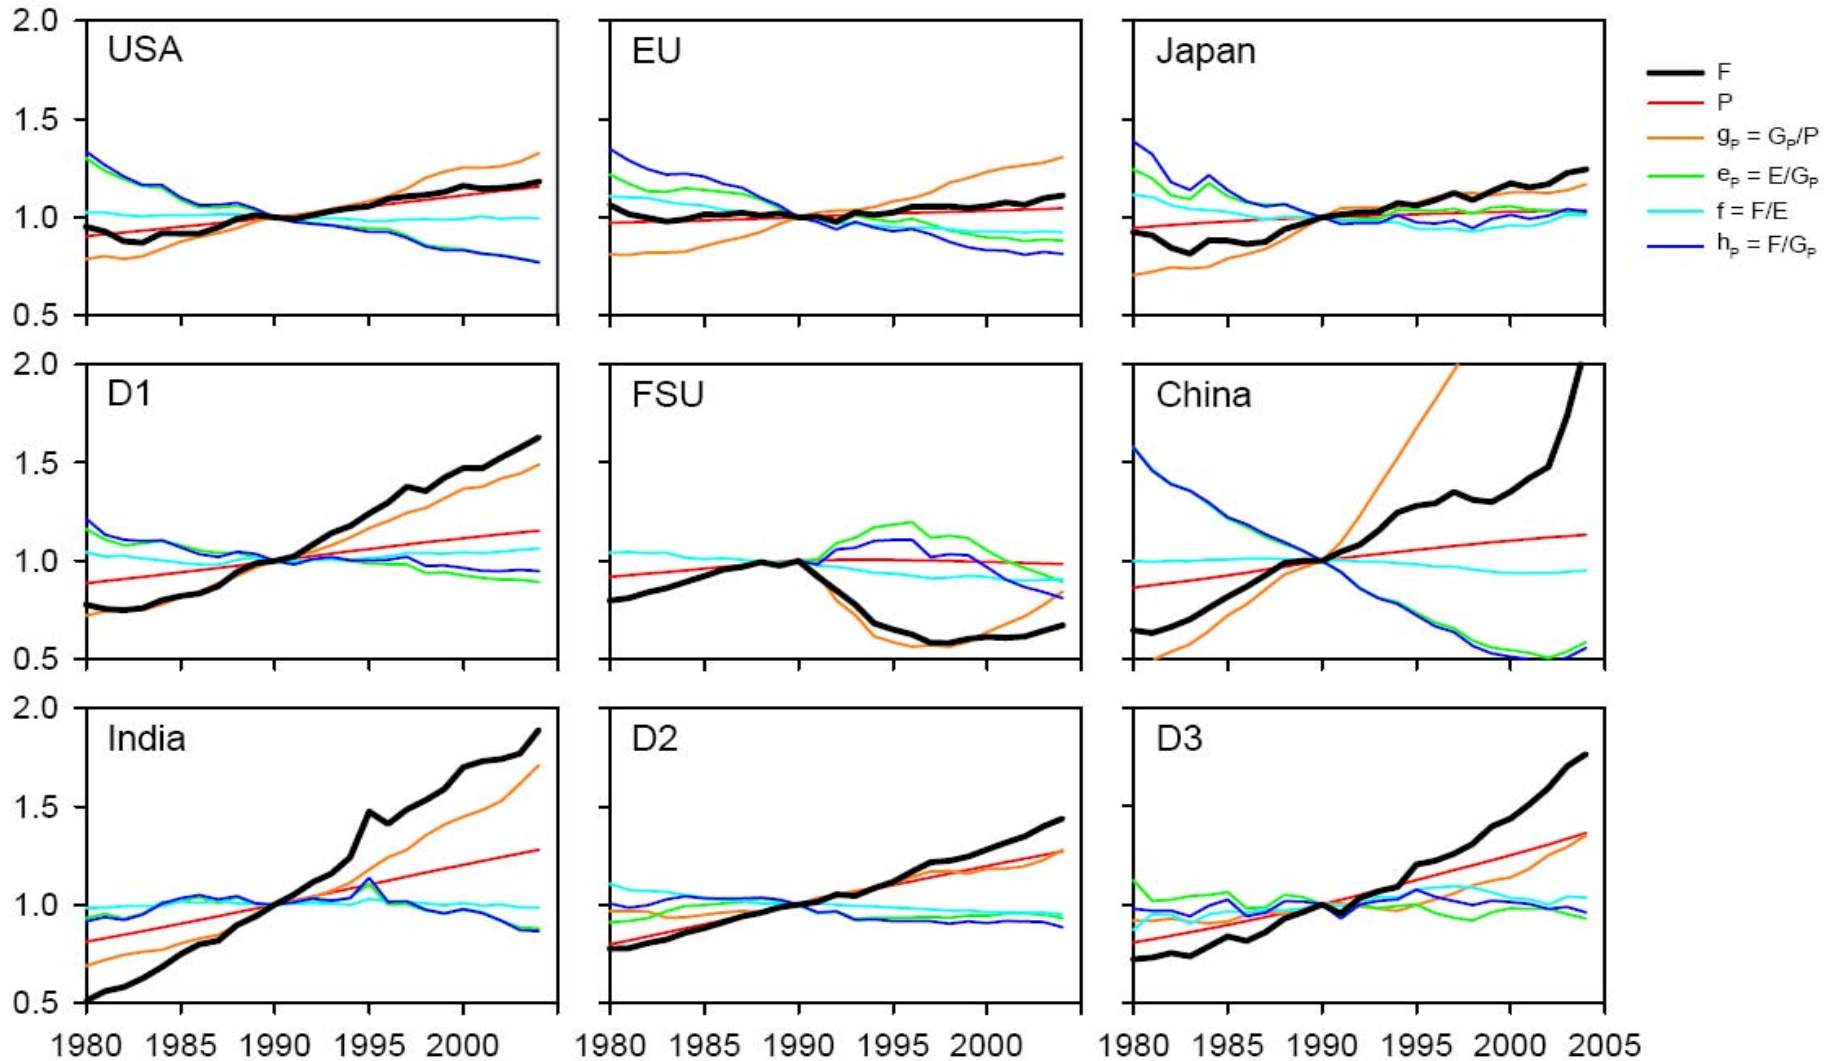 2.0
USA
EU
Japan
F
P
g_P = G_P/P
e_P = E/G_P
f = F/E
h_P = F/G_P
1.5
1.0
0.5
2.0
D1
FSU
China
1.5
1.0
0.5
2.0
India
D2
D3
1.5
1.0
0.5
1980 1985 1990 1995 2000 1980 1985 1990 1995 2000 1980 1985 1990 1995 2000 2005